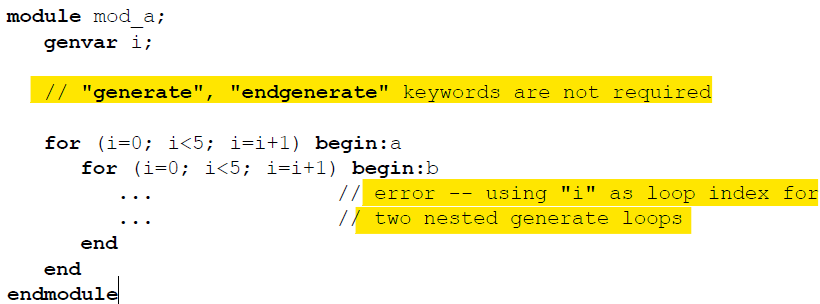 module mod_a;
genvar i;
// "generate", "endgenerate" keywords are not required
for (i=0; i<5; i=i+1) begin:a
for (i=0; i<5; i=i+1) begin:b
... // error -- using "i" as loop index for
... // two nested generate loops
end
end
endmodule